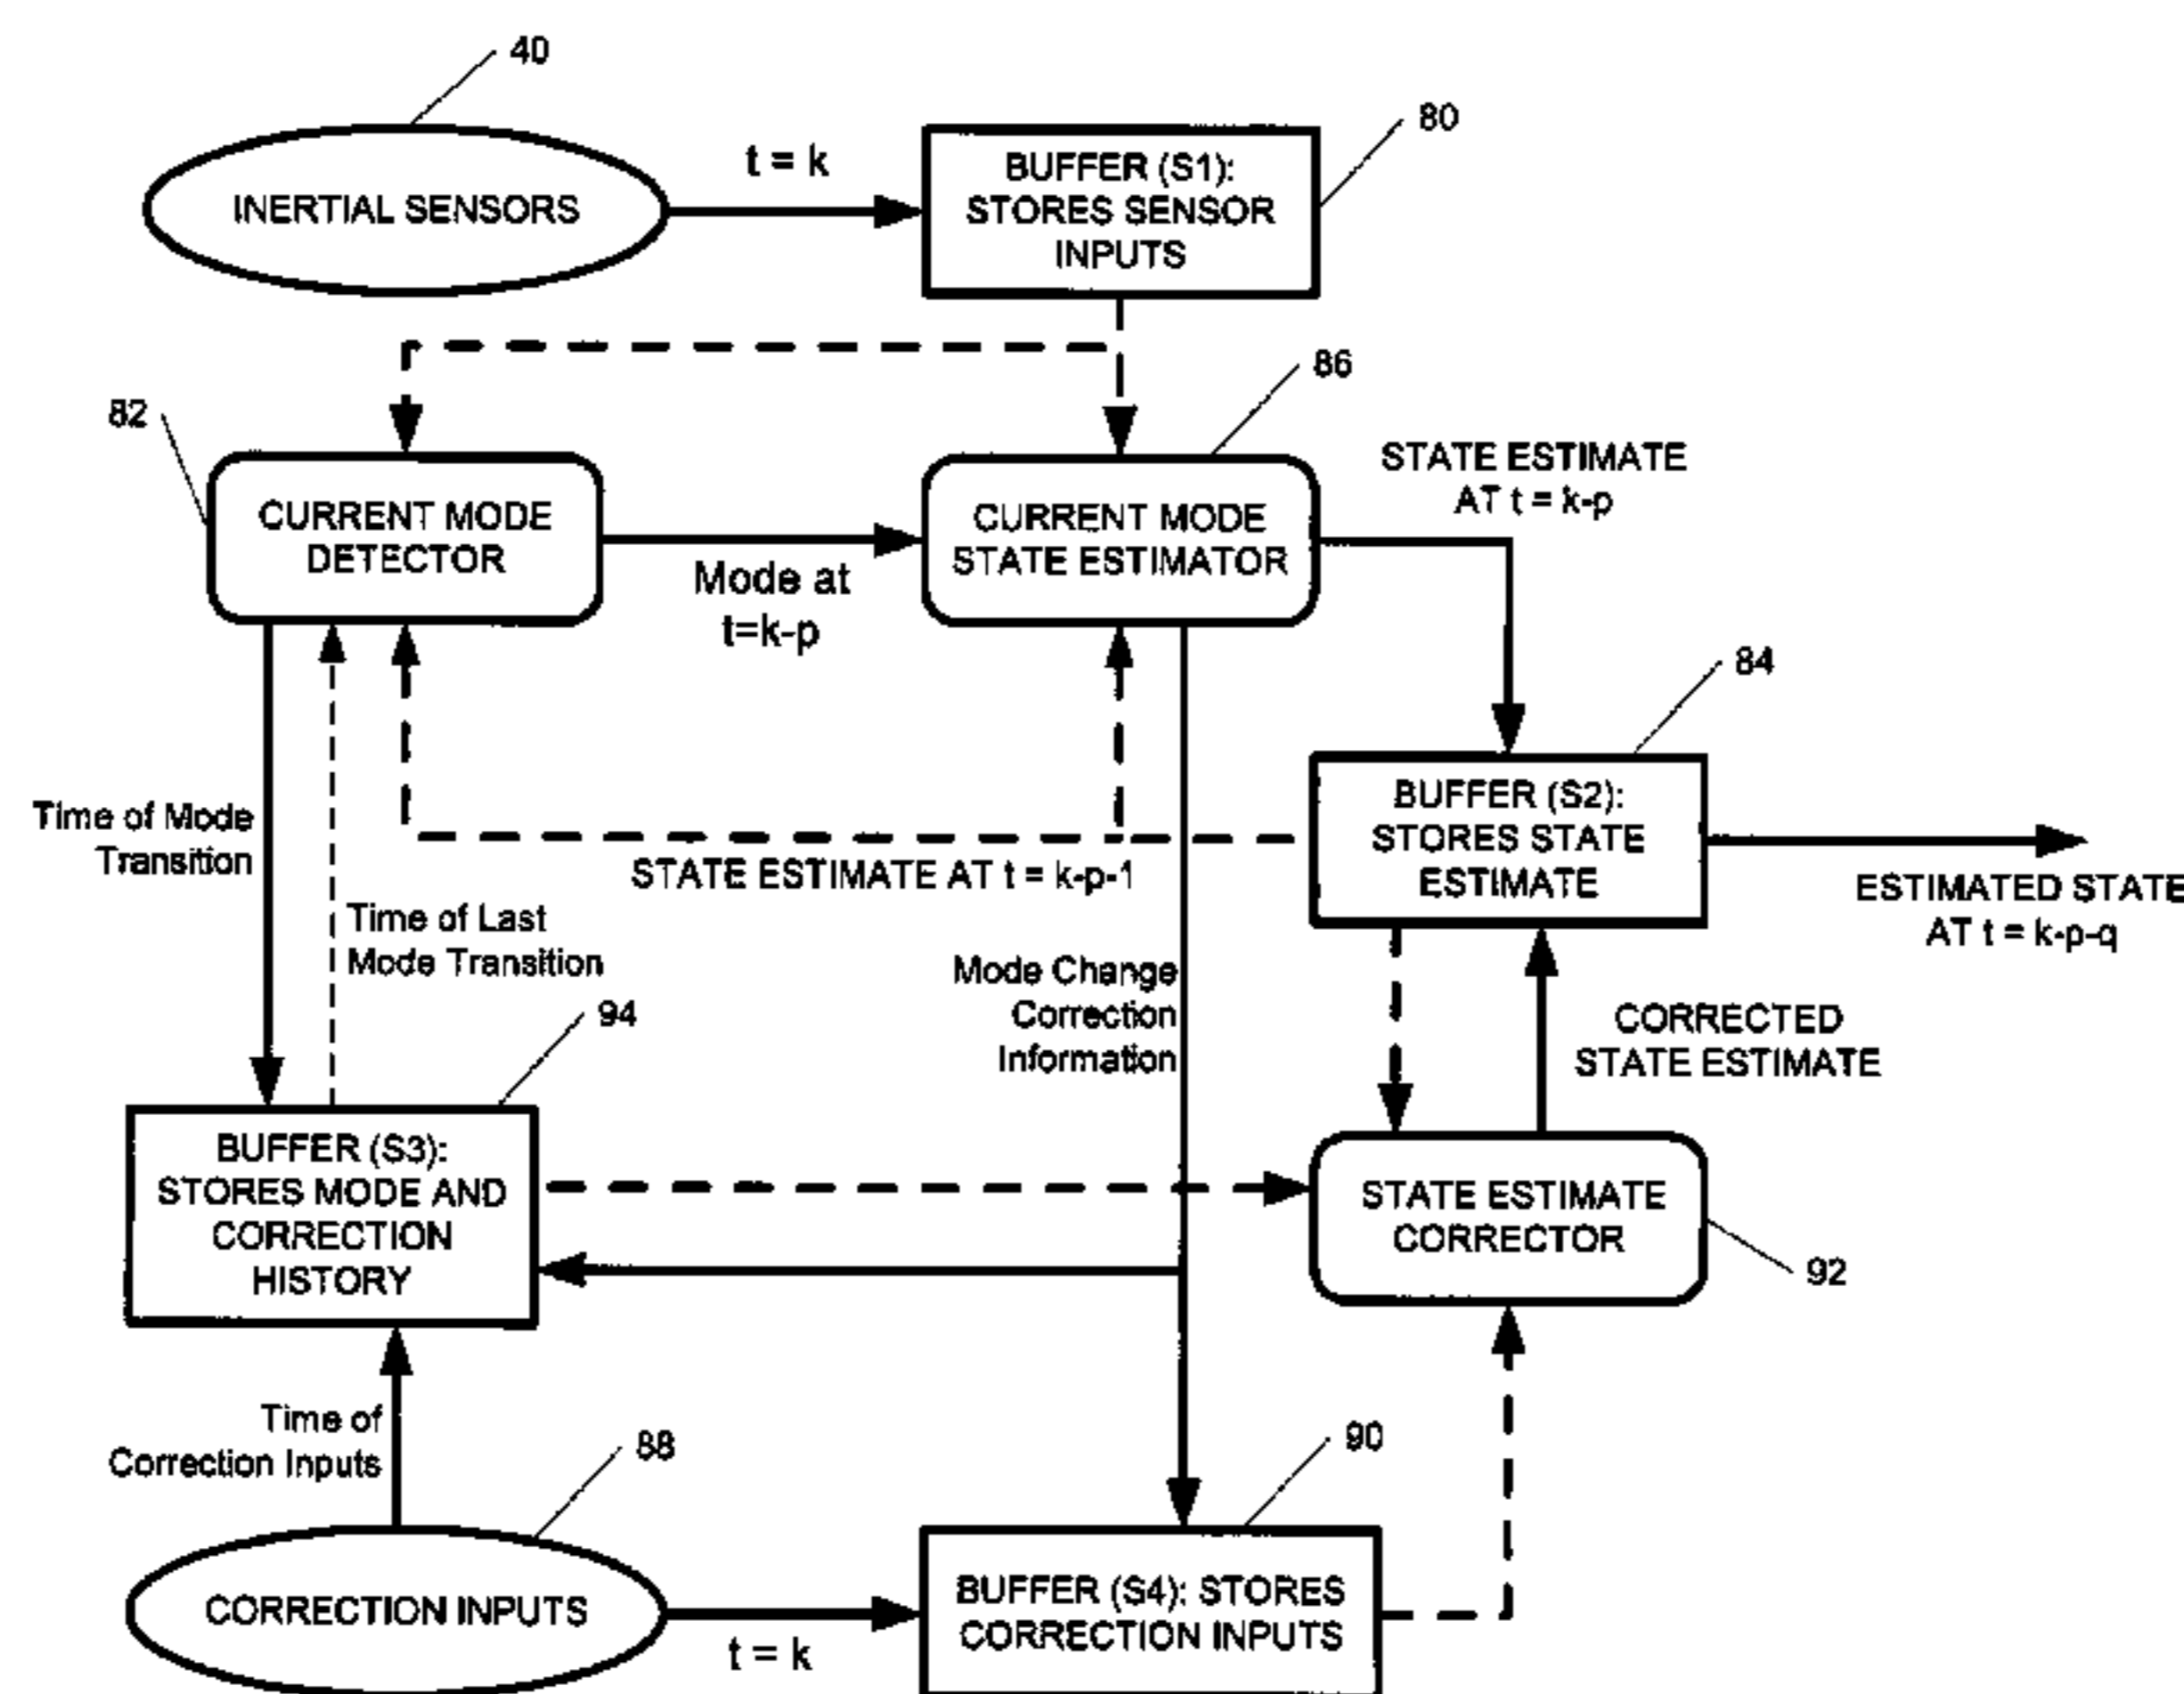 40
80
t = k
INERTIAL SENSORS
BUFFER (S1):
STORES SENSOR
INPUTS
86
82
STATE ESTIMATE
AT t = k-p
CURRENT MODE
DETECTOR
Mode at
t=k-p
CURRENT MODE
STATE ESTIMATOR
84
Time of Mode
Transition
BUFFER (S2):
STORES STATE
ESTIMATE
STATE ESTIMATE AT t = k-p-1
ESTIMATED STATE
AT t = k-p-q
Time of Last
Mode Transition
Mode Change
Correction
Information
94
CORRECTED
STATE ESTIMATE
BUFFER (S3):
STORES MODE AND
CORRECTION
HISTORY
STATE ESTIMATE
CORRECTOR
92
Time of
Correction Inputs
88
90
CORRECTION INPUTS
t = k
BUFFER (S4): STORES
CORRECTION INPUTS